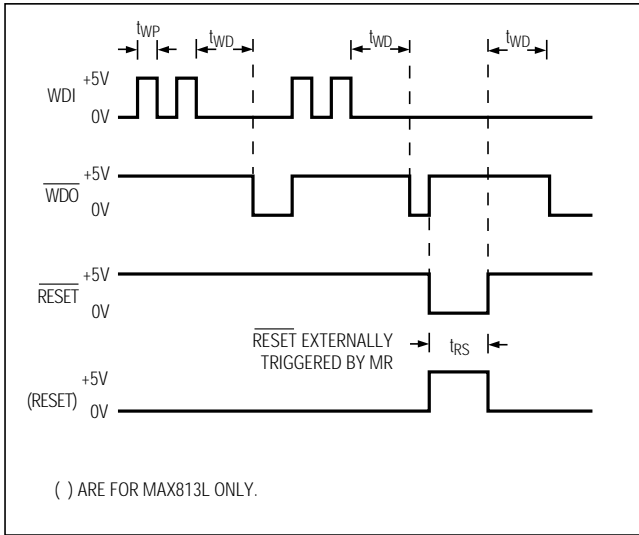 tWP
tWD
tWD
tWD
WDI
+5V
0V
WDO
+5V
0V
RESET
+5V
0V
RESET EXTERNALLY
TRIGGERED BY MR
tRS
(RESET)
+5V
0V
( ) ARE FOR MAX813L ONLY.